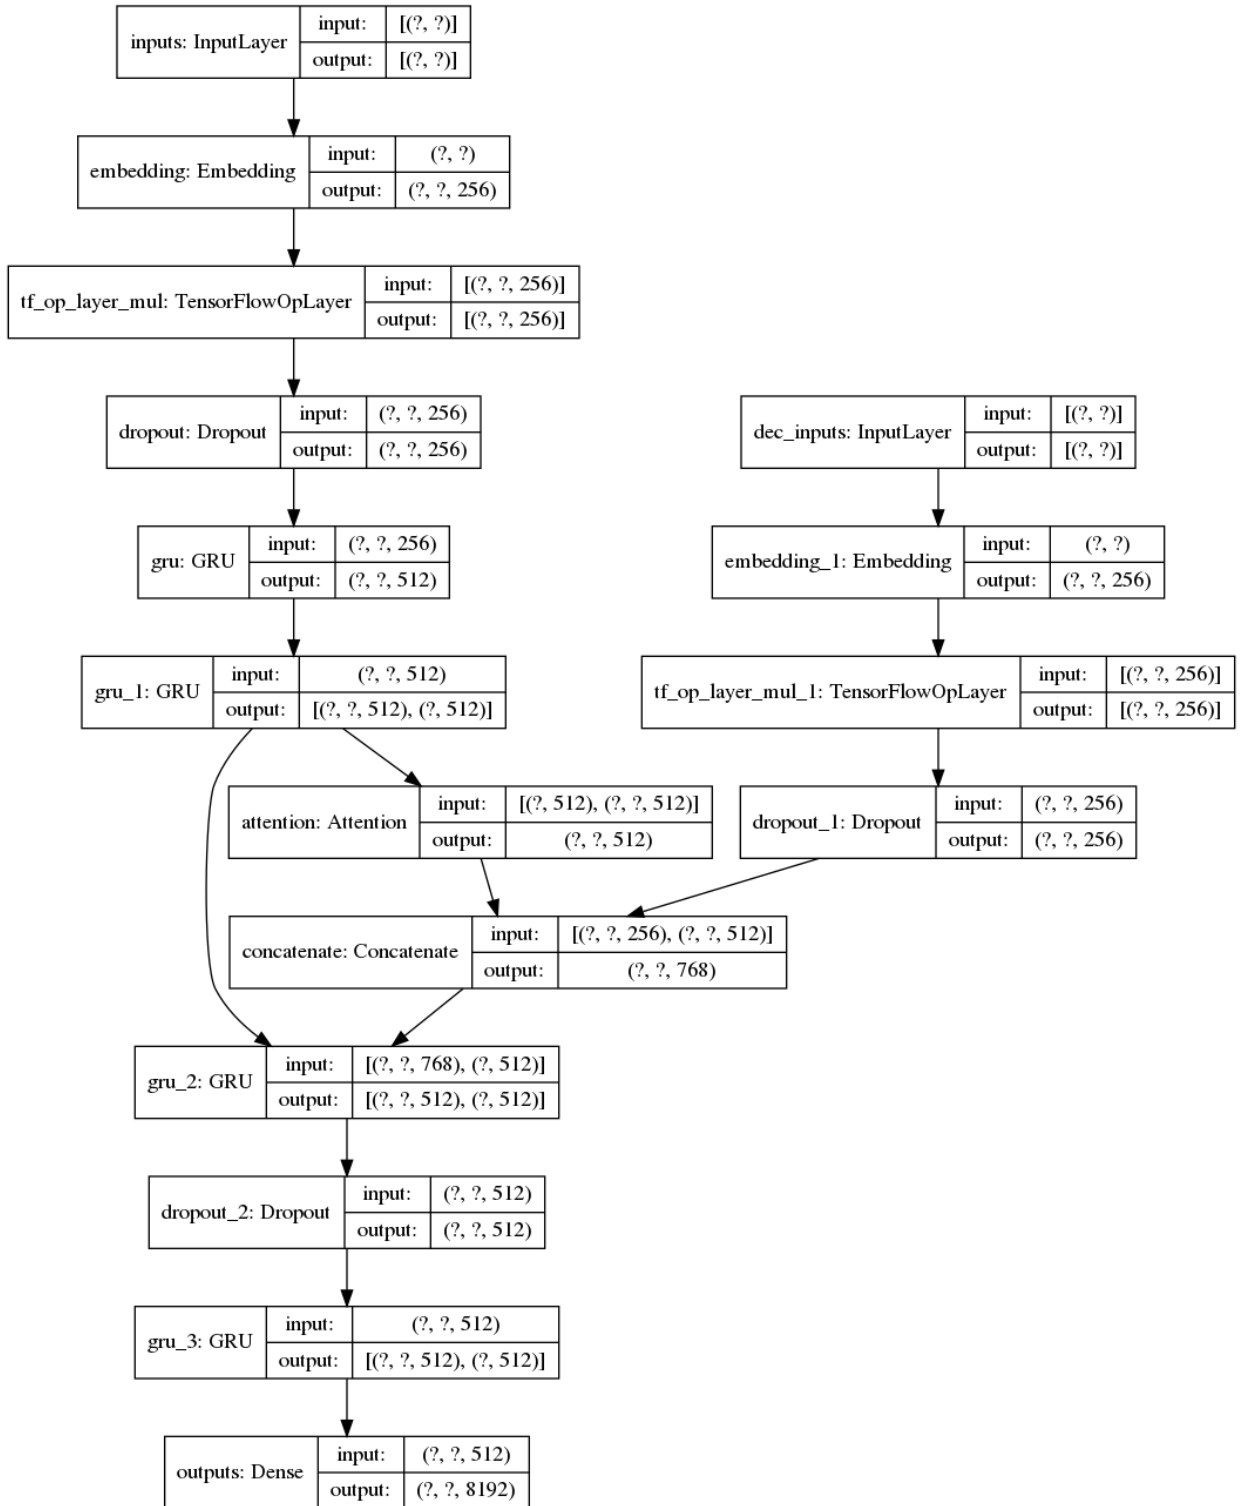 inputs: InputLayer
input: [(?, ?)]
output: [(?, ?)]
embedding: Embedding
input: (?, ?)
output: (?, ?, 256)
tf_op_layer_mul: TensorFlowOpLayer
input: [(?, ?, 256)]
output: [(?, ?, 256)]
dropout: Dropout
input: (?, ?, 256)
output: (?, ?, 256)
dec_inputs: InputLayer
input: [(?, ?)]
output: [(?, ?)]
gru: GRU
input: (?, ?, 256)
output: (?, ?, 512)
embedding_1: Embedding
input: (?, ?)
output: (?, ?, 256)
gru_1: GRU
input: (?, ?, 512)
output: [(?, ?, 512), (?, 512)]
tf_op_layer_mul_1: TensorFlowOpLayer
input: [(?, ?, 256)]
output: [(?, ?, 256)]
attention: Attention
input: [(?, 512), (?, ?, 512)]
output: (?, ?, 512)
dropout_1: Dropout
input: (?, ?, 256)
output: (?, ?, 256)
concatenate: Concatenate
input: [(?, ?, 256), (?, ?, 512)]
output: (?, ?, 768)
gru_2: GRU
input: [(?, ?, 768), (?, 512)]
output: [(?, ?, 512), (?, 512)]
dropout_2: Dropout
input: (?, ?, 512)
output: (?, ?, 512)
gru_3: GRU
input: (?, ?, 512)
output: [(?, ?, 512), (?, 512)]
outputs: Dense
input: (?, ?, 512)
output: (?, ?, 8192)